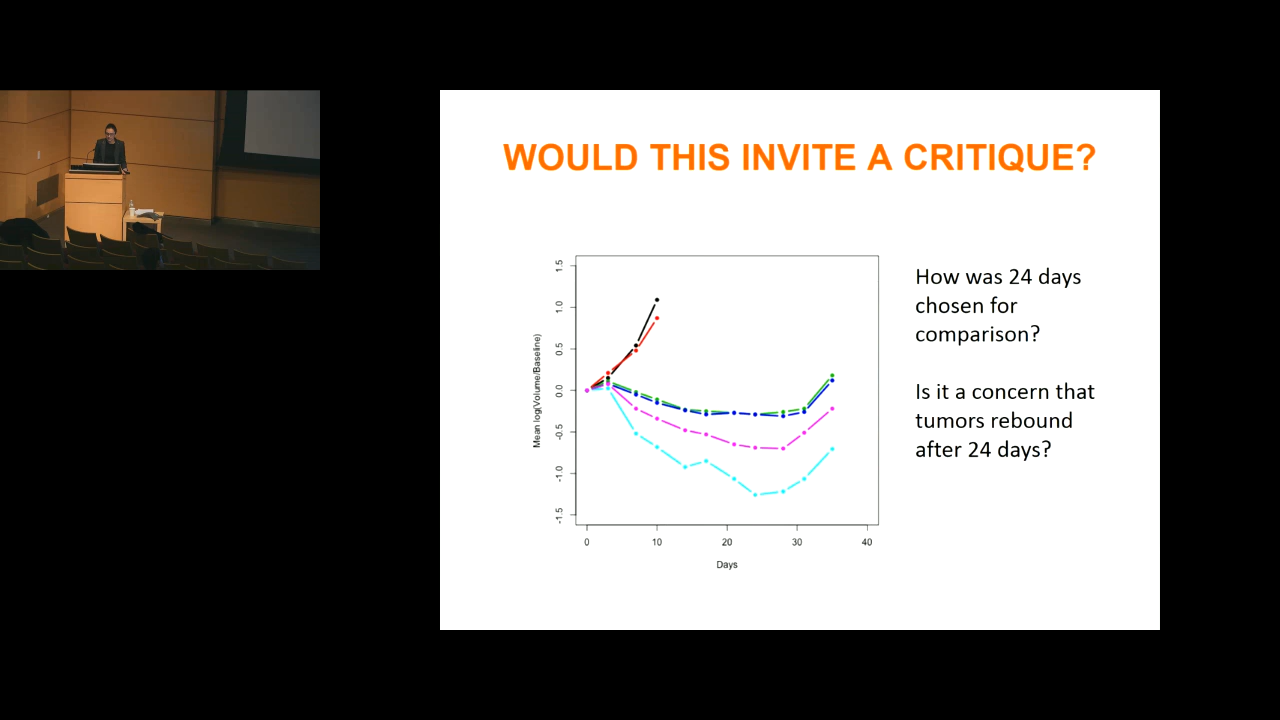 WOULD THIS INVITE A CRITIQUE?
How was 24 days
chosen for
comparison?
Is it a concern that
tumors rebound
after 24 days?
Mean log(Volume/Baseline)
1.5
1.0
0.5
0.0
-0.5
-1.0
-1.5
0 10 20 30 40
Days